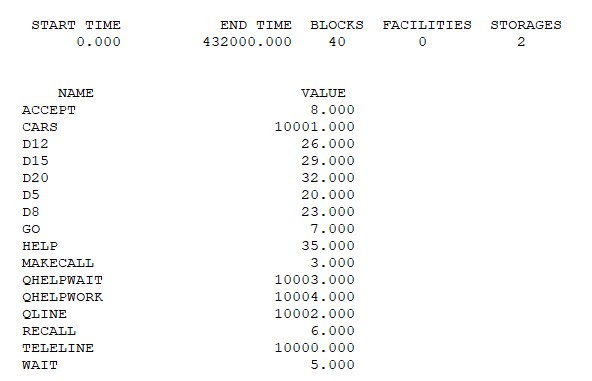 START TIME END TIME BLOCKS FACILITIES STORAGES
0.000 432000.000 40 0 2
NAME VALUE
ACCEPT 8.000
CARS 10001.000
D12 26.000
D15 29.000
D20 32.000
D5 20.000
D8 23.000
GO 7.000
HELP 35.000
MAKECALL 3.000
QHELPWAIT 10003.000
QHELPWORK 10004.000
QLINE 10002.000
RECALL 6.000
TELELINE 10000.000
WAIT 5.000